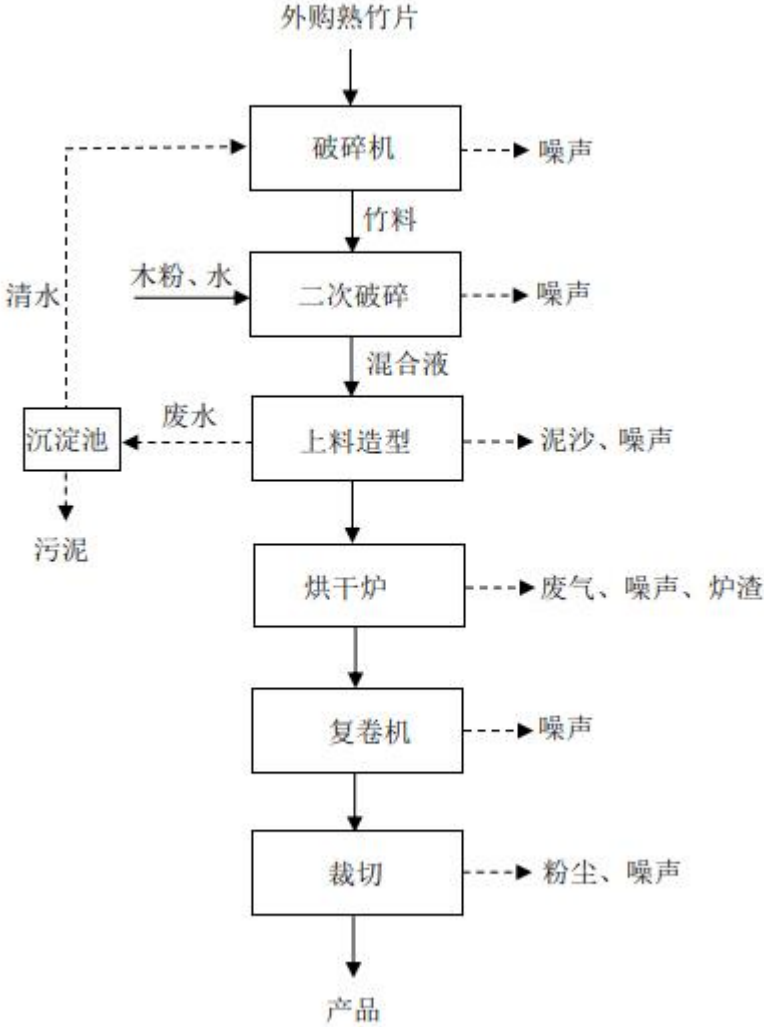 外购熟竹片
破碎机
噪声
竹料
木粉、水
清水
二次破碎
噪声
混合液
废水
沉淀池
上料造型
泥沙、噪声
污泥
烘干炉
废气、噪声、炉渣
复卷机
噪声
裁切
粉尘、噪声
产品